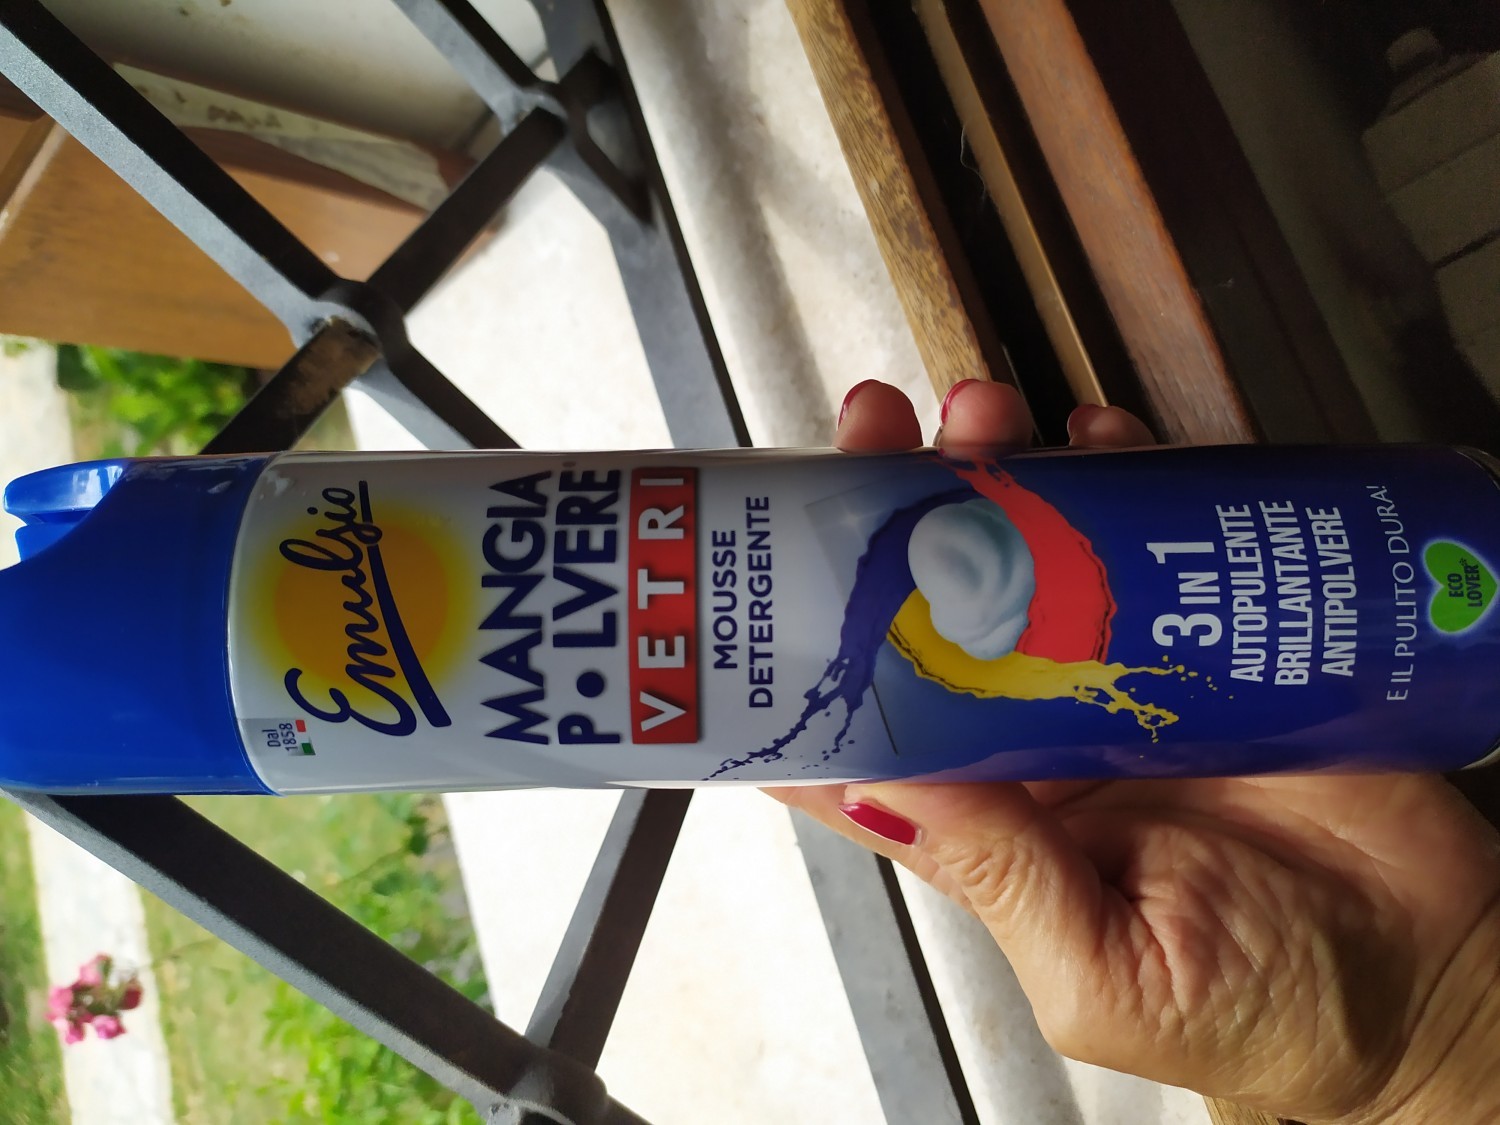 Dal
1858
Emulsio
MANGIA
P•LVERE
VETRI
MOUSSE
DETERGENTE
3 IN 1
AUTOPULENTE
BRILLANTANTE
ANTIPOLVERE
E IL PULITO DURA!
ECO
LOVER